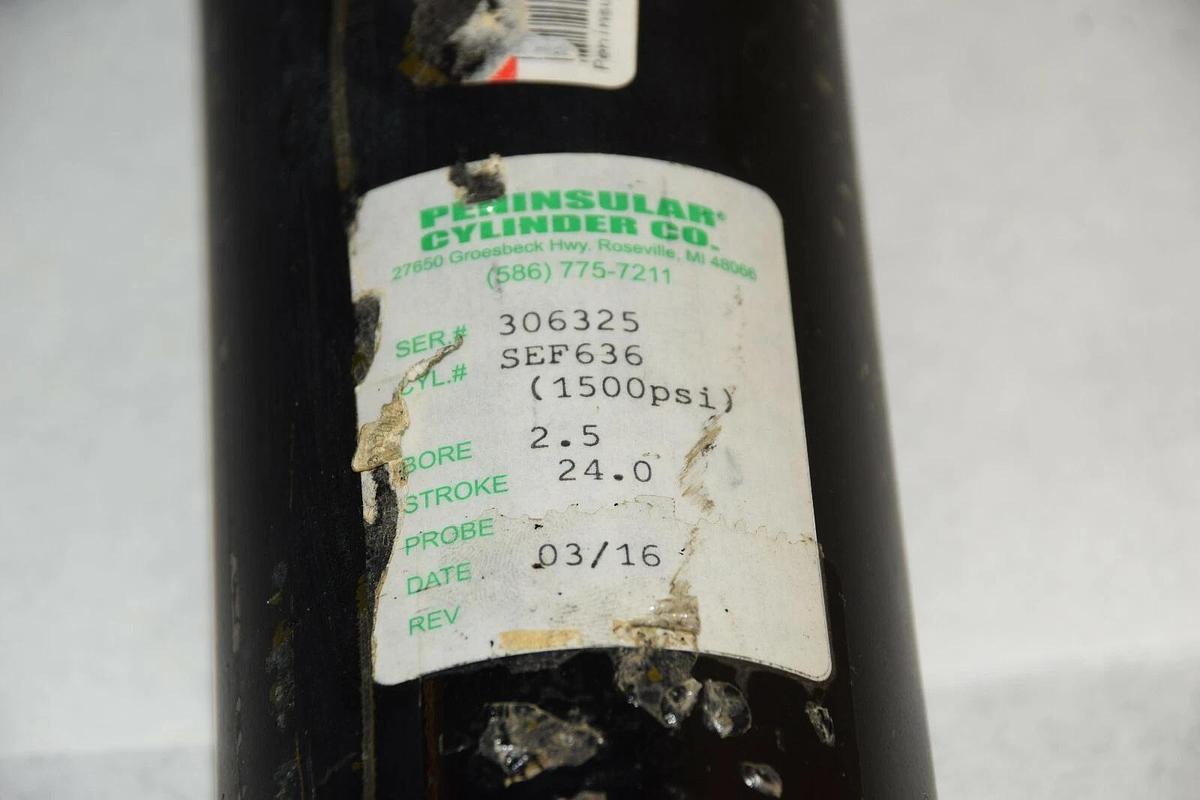 PENINSULAR®
CYLINDER CO.
27650 Groesbeck Hwy. Roseville, MI 48066
(586) 775-7211
SER.# 306325
CYL.# SEF636
(1500psi)
BORE 2.5
STROKE 24.0
PROBE
DATE 03/16
REV